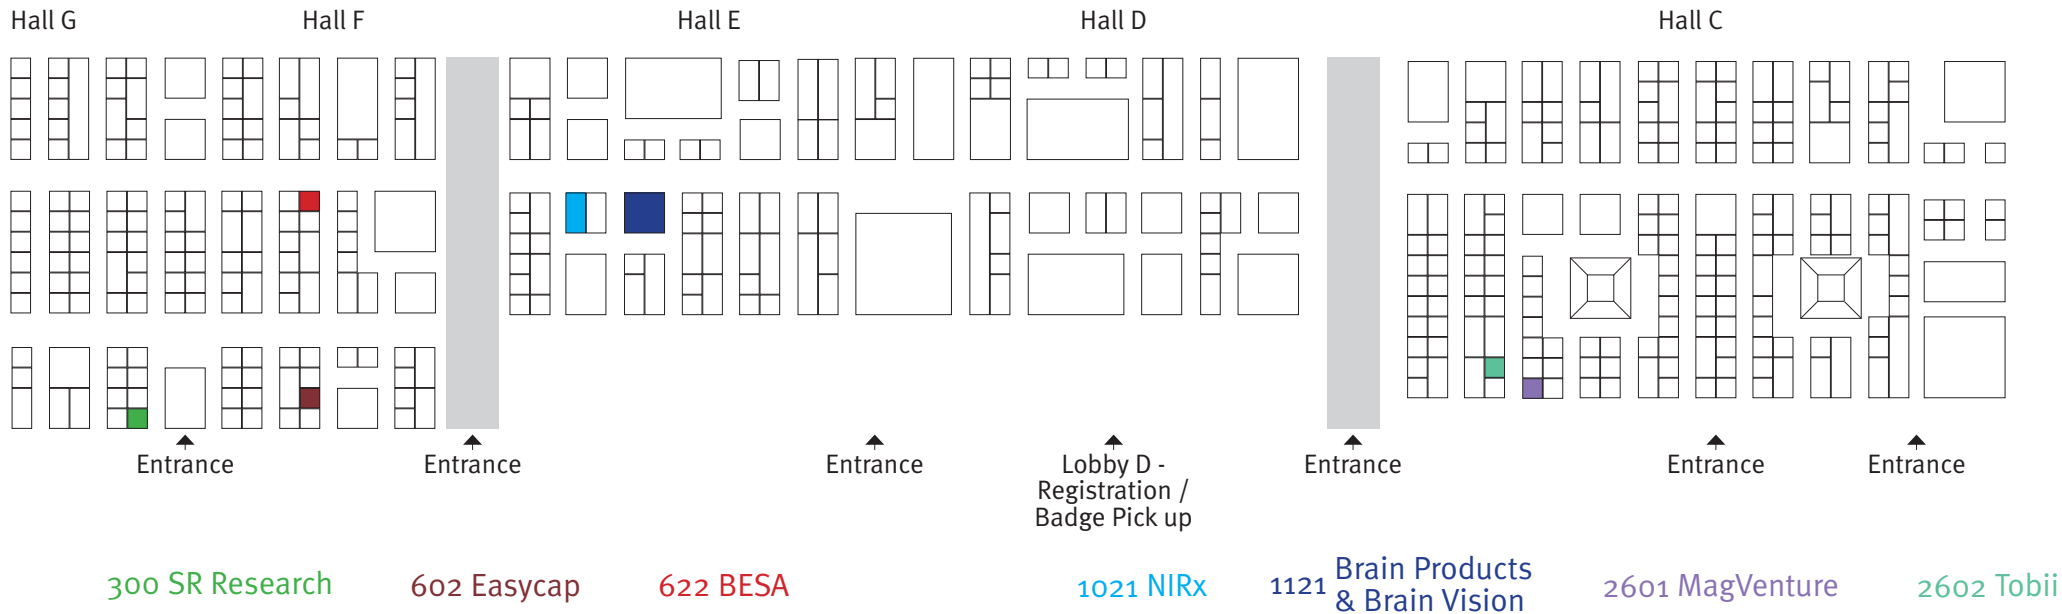 Hall G
Hall F
Hall E
Hall D
Hall C
Entrance
Entrance
Entrance
Lobby D -
Registration /
Badge Pick up
Entrance
Entrance
Entrance
300 SR Research
602 Easycap
622 BESA
1021 NIRx
1121 Brain Products
& Brain Vision
2601 MagVenture
2602 Tobii